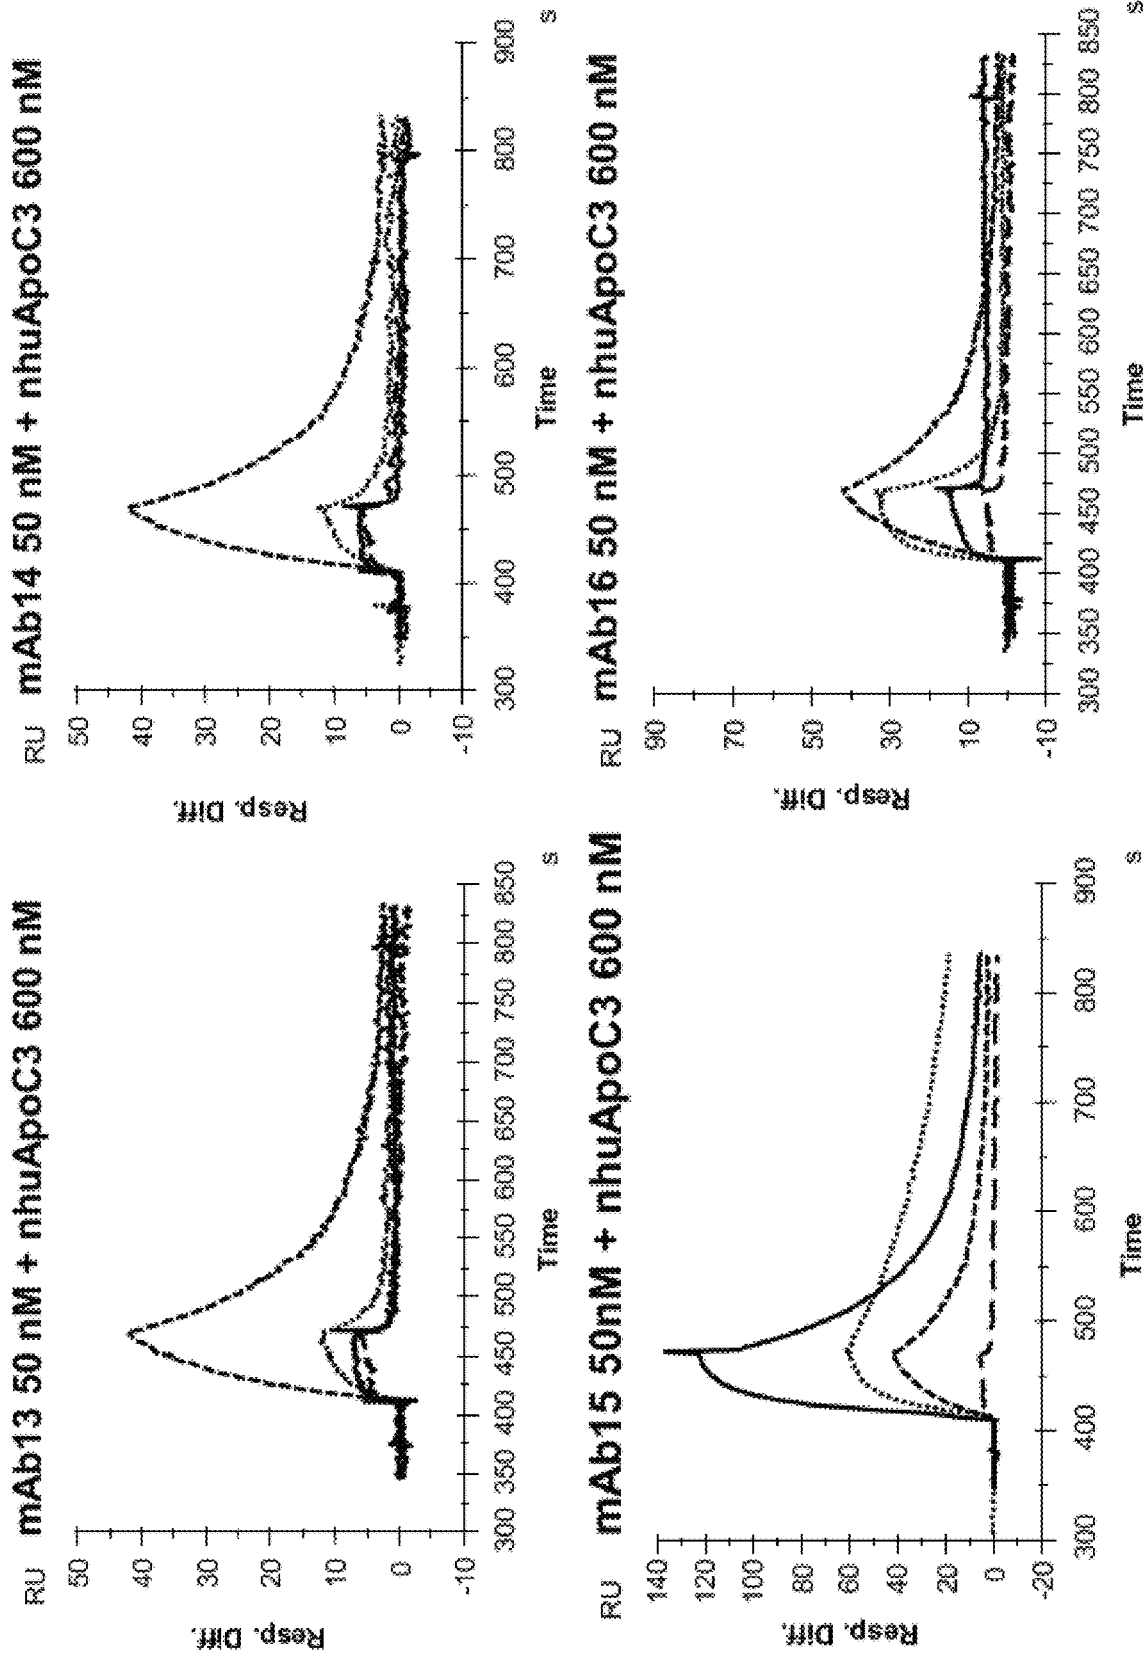 mAb13 50 nM + nhuApoC3 600 nM
RU
50
40
30
20
10
0
-10
Resp. Diff.
300 350 400 450 500 550 600 650 700 750 800 850
Time
s
mAb14 50 nM + nhuApoC3 600 nM
RU
50
40
30
20
10
0
-10
Resp. Diff.
300 400 500 600 700 800 900
Time
s
mAb15 50nM + nhuApoC3 600 nM
RU
140
120
100
80
60
40
20
0
-20
Resp. Diff.
300 400 500 600 700 800 900
Time
s
mAb16 50 nM + nhuApoC3 600 nM
RU
90
70
50
30
10
-10
Resp. Diff.
300 350 400 450 500 550 600 650 700 750 800 850
Time
s